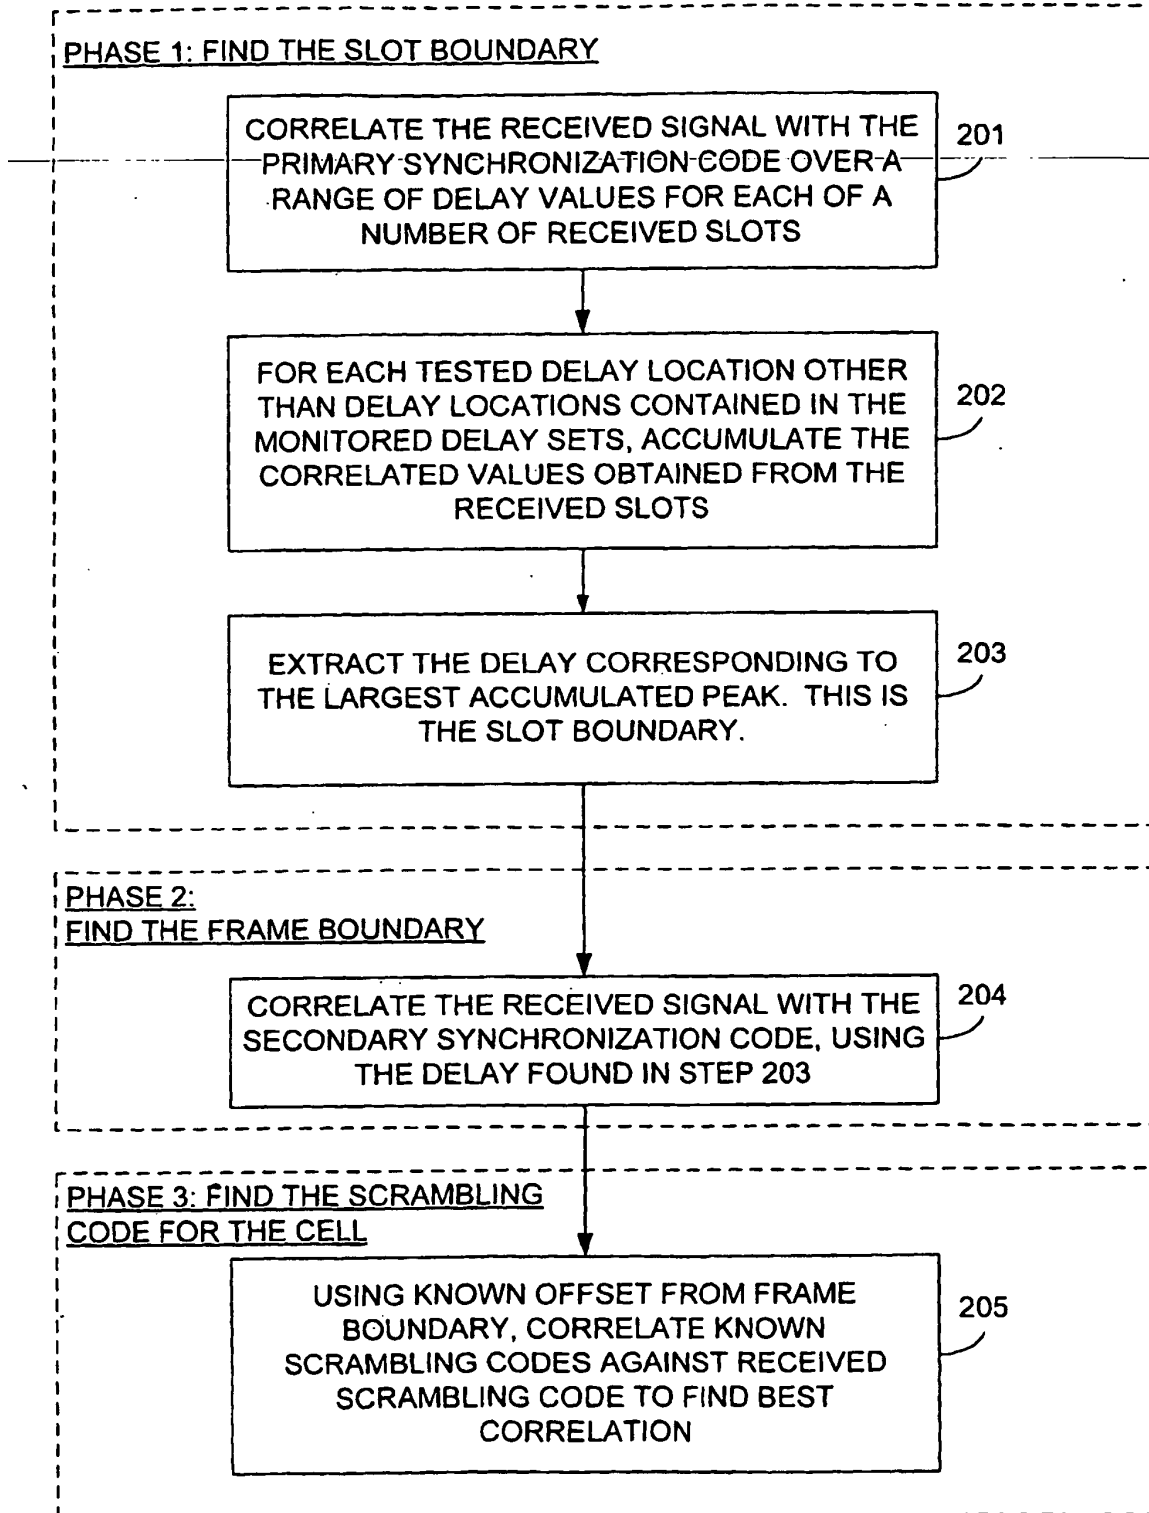 PHASE 1: FIND THE SLOT BOUNDARY
CORRELATE THE RECEIVED SIGNAL WITH THE
PRIMARY SYNCHRONIZATION CODE OVER A
RANGE OF DELAY VALUES FOR EACH OF A
NUMBER OF RECEIVED SLOTS
201
FOR EACH TESTED DELAY LOCATION OTHER
THAN DELAY LOCATIONS CONTAINED IN THE
MONITORED DELAY SETS, ACCUMULATE THE
CORRELATED VALUES OBTAINED FROM THE
RECEIVED SLOTS
202
EXTRACT THE DELAY CORRESPONDING TO
THE LARGEST ACCUMULATED PEAK. THIS IS
THE SLOT BOUNDARY.
203
PHASE 2:
FIND THE FRAME BOUNDARY
CORRELATE THE RECEIVED SIGNAL WITH THE
SECONDARY SYNCHRONIZATION CODE, USING
THE DELAY FOUND IN STEP 203
204
PHASE 3: FIND THE SCRAMBLING
CODE FOR THE CELL
USING KNOWN OFFSET FROM FRAME
BOUNDARY, CORRELATE KNOWN
SCRAMBLING CODES AGAINST RECEIVED
SCRAMBLING CODE TO FIND BEST
CORRELATION
205